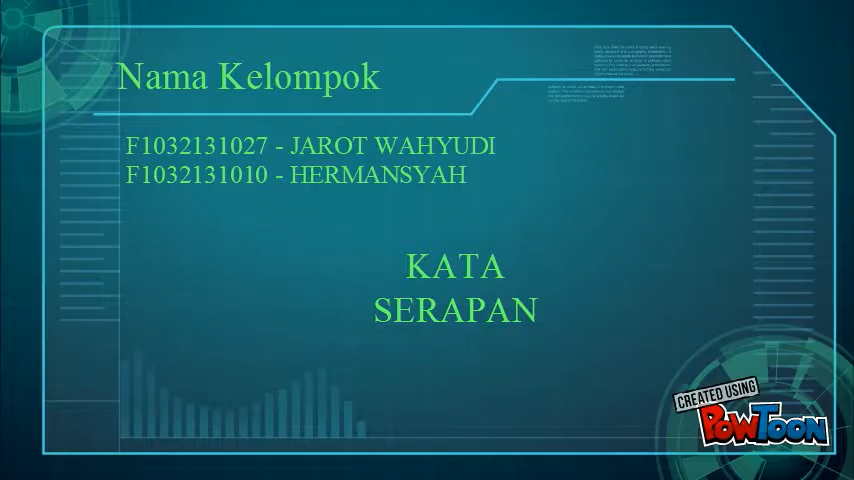 Nama Kelompok
F1032131027 - JAROT WAHYUDI
F1032131010 - HERMANSYAH
KATA
SERAPAN
CREATED USING
POWTOON